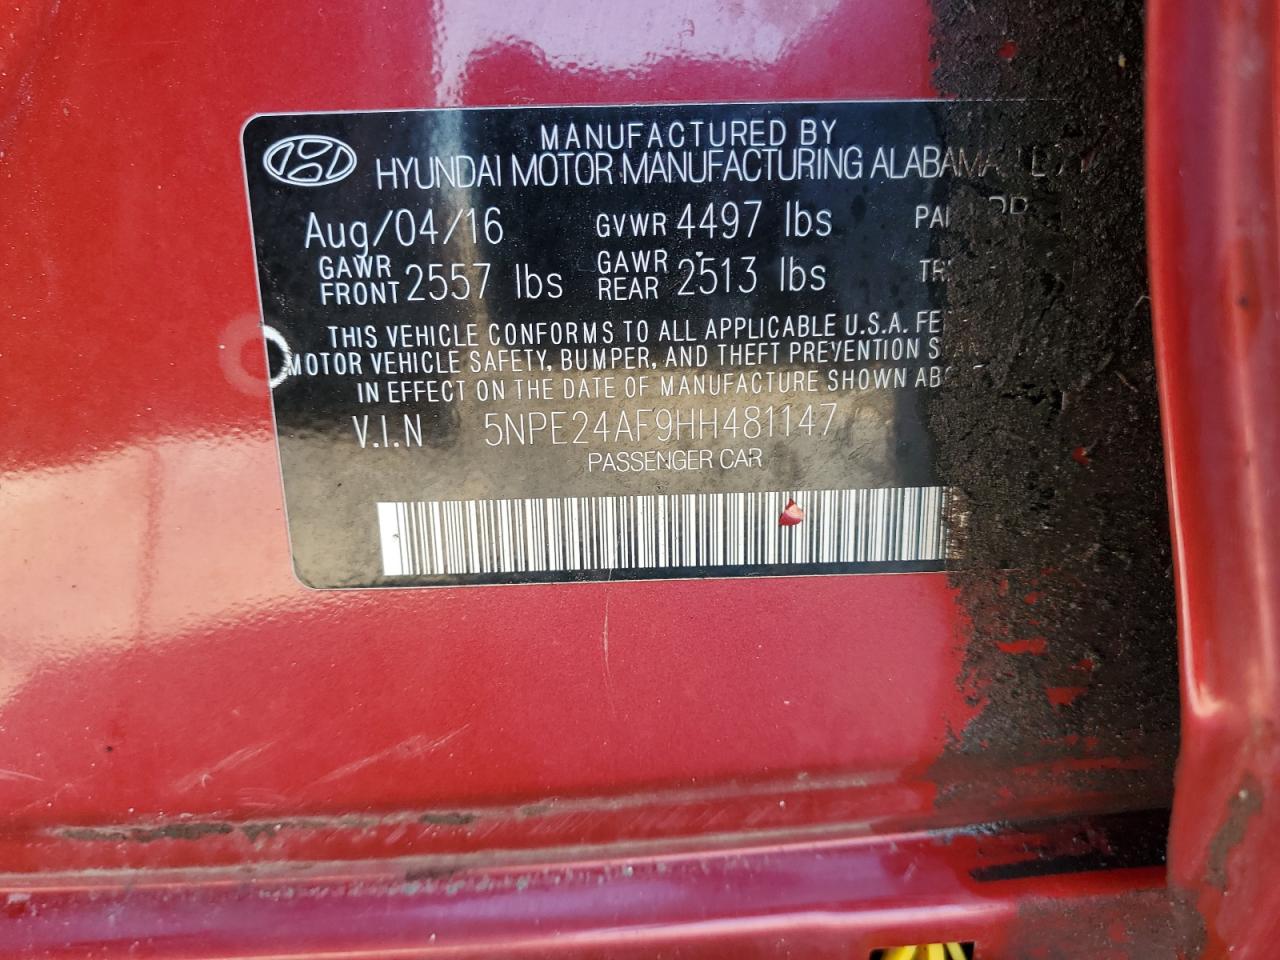 MANUFACTURED BY
HYUNDAI MOTOR MANUFACTURING ALABAMA
Aug/04/16 GVWR 4497 lbs
GAWR FRONT 2557 lbs GAWR REAR 2513 lbs
THIS VEHICLE CONFORMS TO ALL APPLICABLE U.S.A.
MOTOR VEHICLE SAFETY, BUMPER, AND THEFT PREVENTION
IN EFFECT ON THE DATE OF MANUFACTURE SHOWN
V.I.N 5NPE24AF9HH481147
PASSENGER CAR